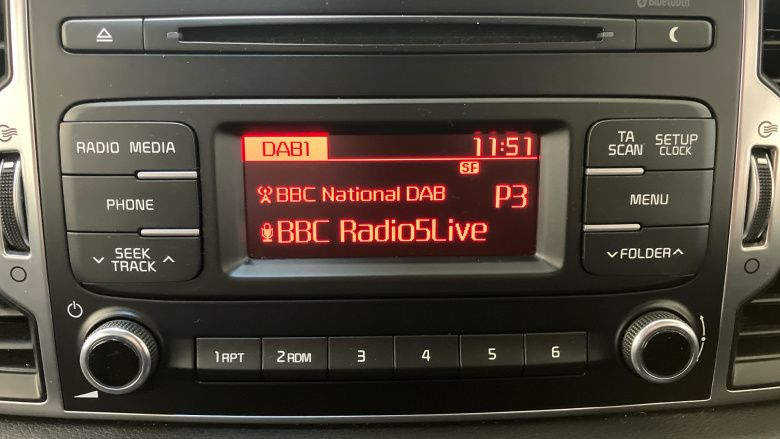 Bluetooth
DAB1 11:51
SF
BBC National DAB P3
BBC Radio5Live
RADIO MEDIA
PHONE
SEEK
TRACK
TA
SCAN
SETUP
CLOCK
MENU
FOLDER
1 RPT 2 RDM 3 4 5 6